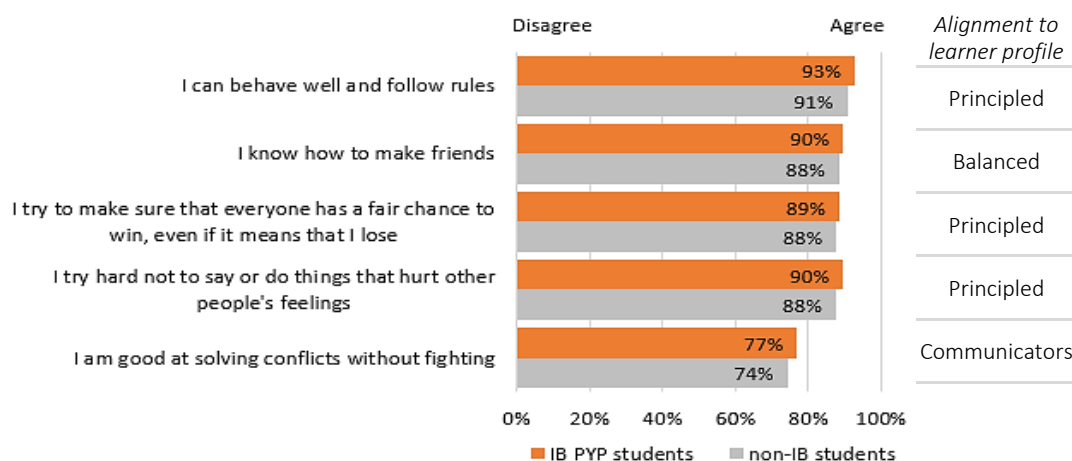 Disagree
Agree
Alignment to
learner profile
I can behave well and follow rules
93%
91%
Principled
I know how to make friends
90%
88%
Balanced
I try to make sure that everyone has a fair chance to
win, even if it means that I lose
89%
88%
Principled
I try hard not to say or do things that hurt other
people's feelings
90%
88%
Principled
I am good at solving conflicts without fighting
77%
74%
Communicators
0% 20% 40% 60% 80% 100%
IB PYP students non-IB students